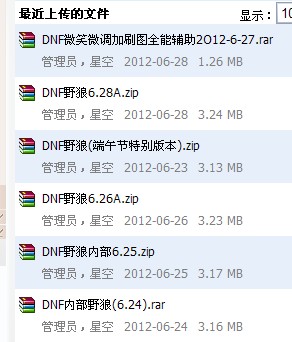 最近上传的文件 显示： 10
DNF微笑微调加刷图全能辅助2012-6-27.rar
管理员，星空 2012-06-28 1.26 MB
DNF野狼6.28A.zip
管理员，星空 2012-06-28 3.24 MB
DNF野狼(端午节特别版本).zip
管理员，星空 2012-06-23 3.13 MB
DNF野狼6.26A.zip
管理员，星空 2012-06-26 3.23 MB
DNF野狼内部6.25.zip
管理员，星空 2012-06-25 3.17 MB
DNF内部野狼(6.24).rar
管理员，星空 2012-06-24 3.16 MB